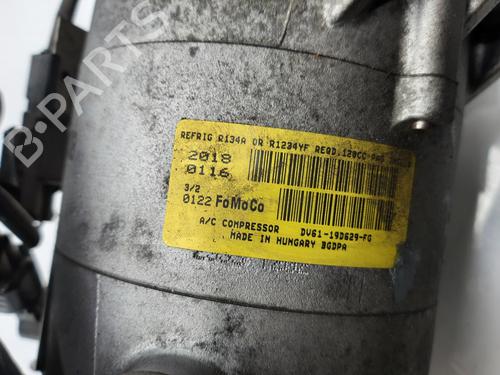 B-PARTS
REFRIG R134A OR R1234YF REQD.120CC PAG
2018
0116
3/2
0122 FoMoCo
A/C COMPRESSOR DV61-19D629-FG
MADE IN HUNGARY BGDPA